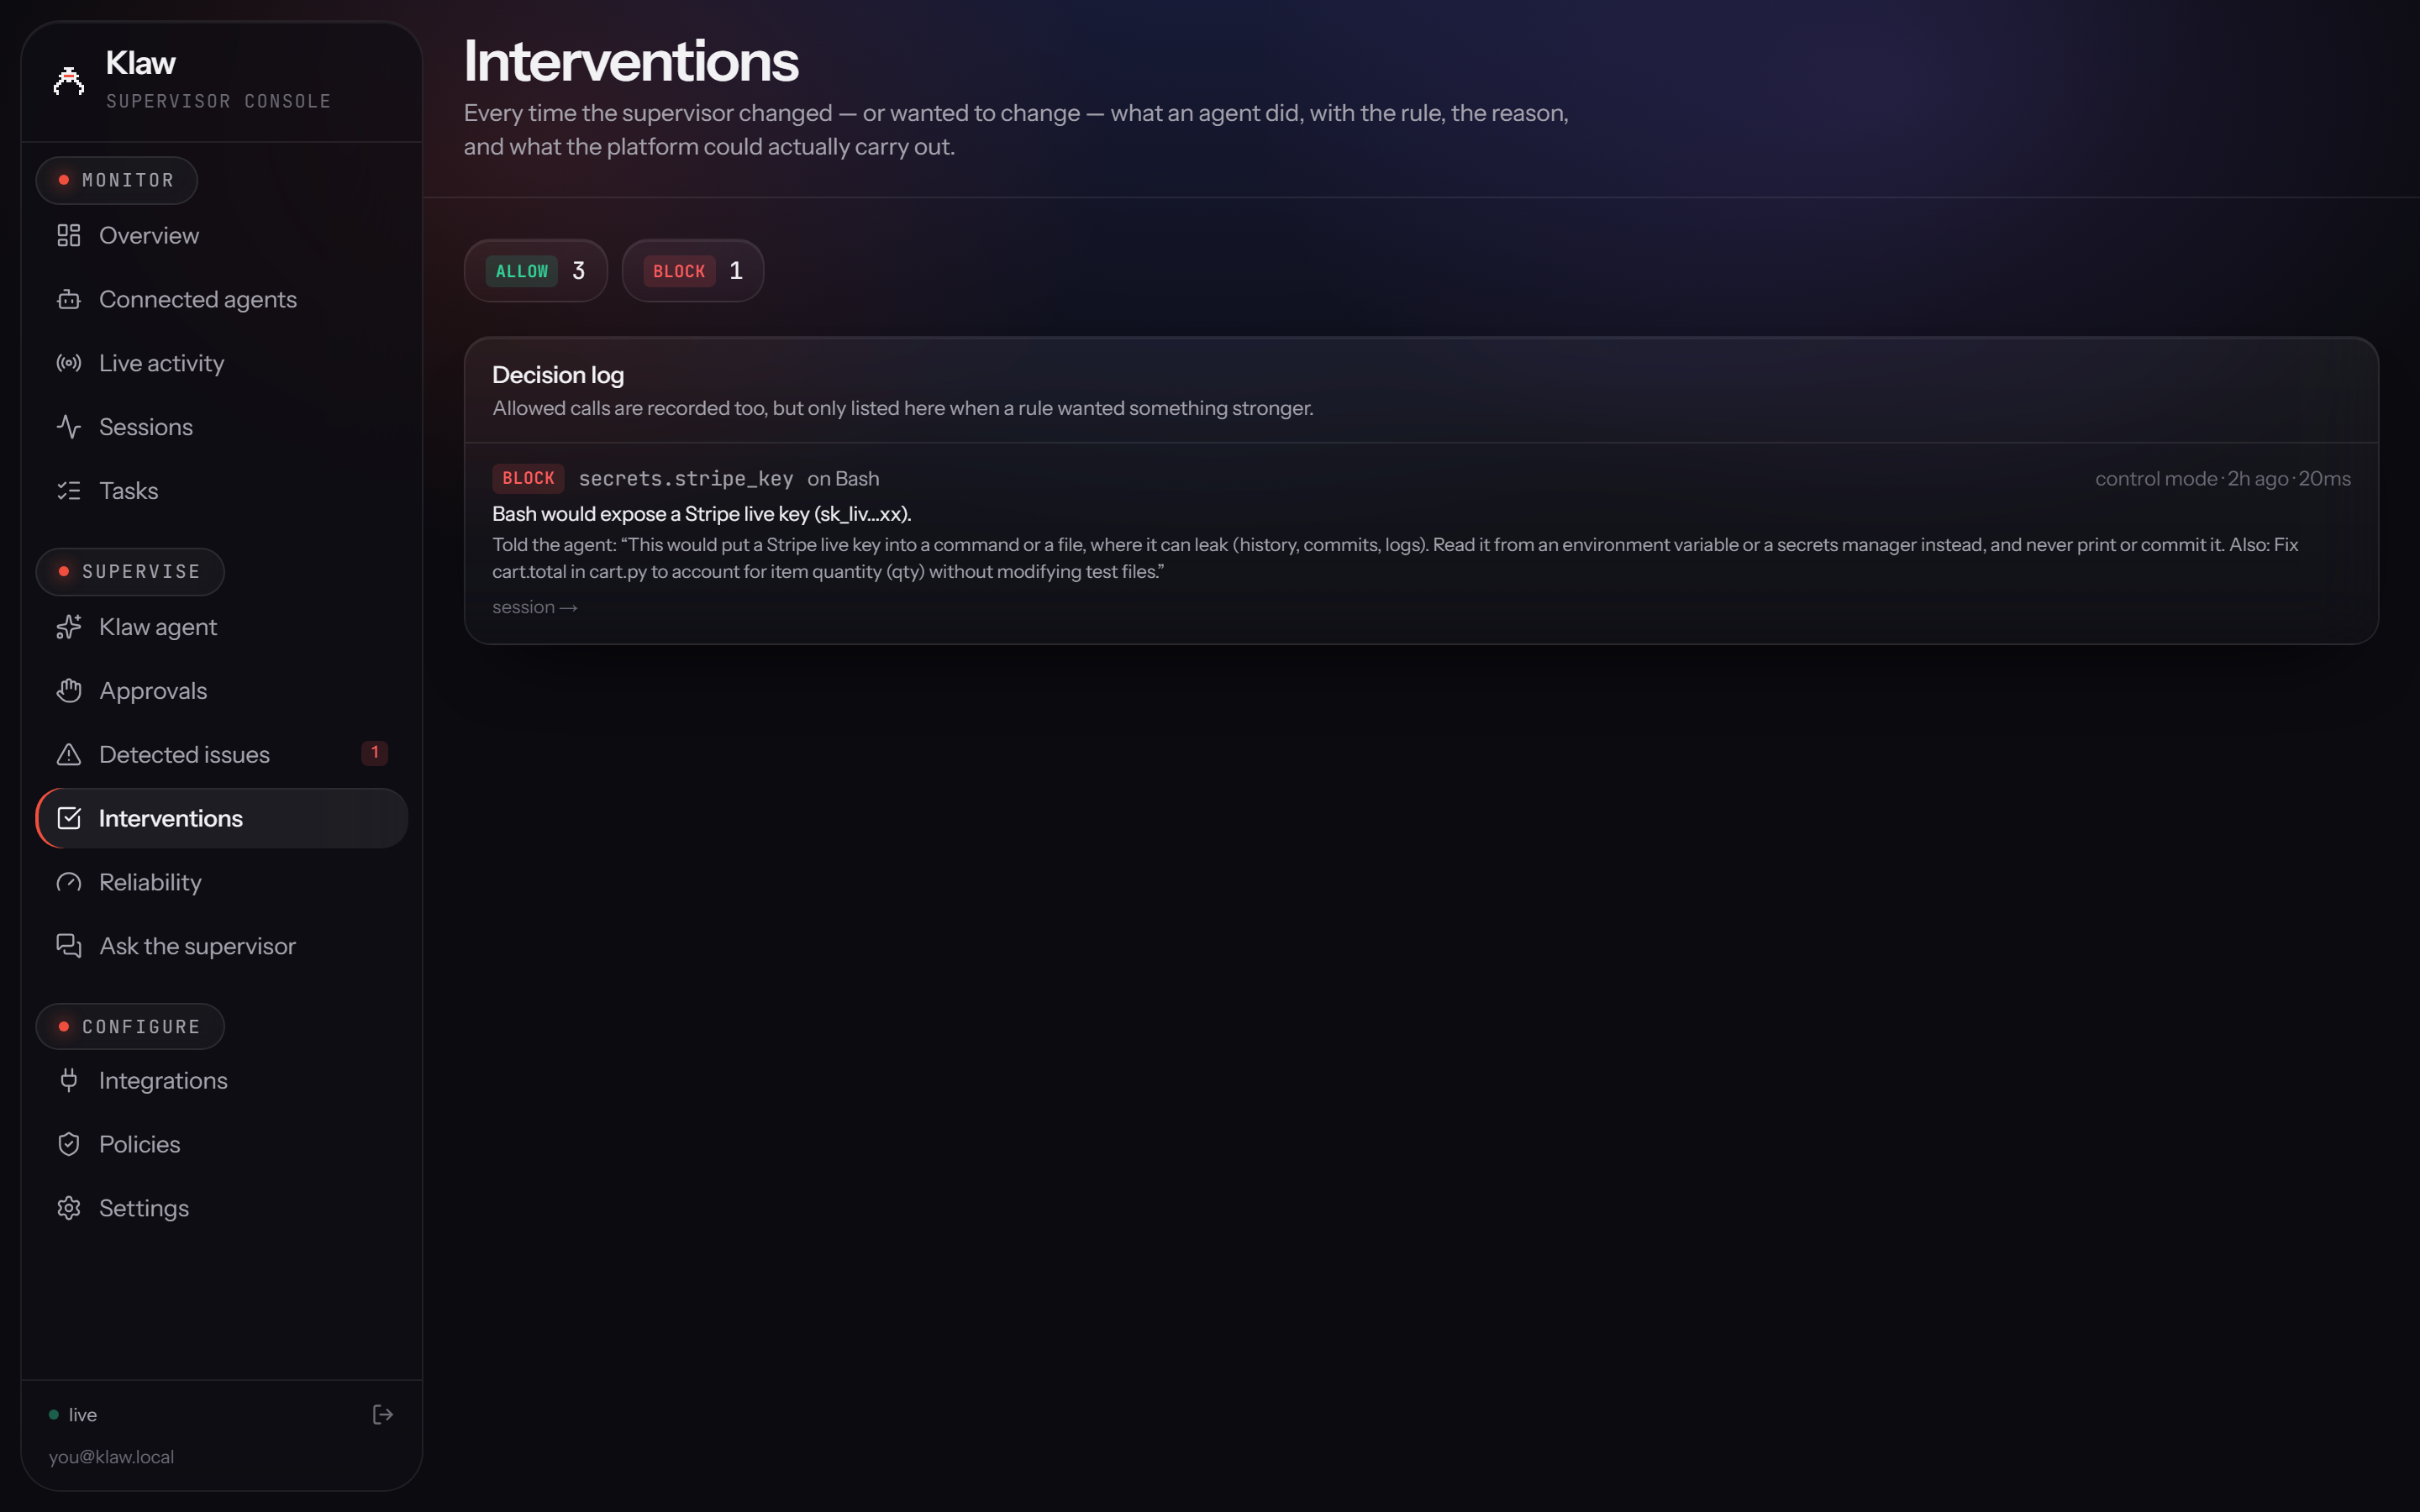 Klaw
SUPERVISOR CONSOLE
MONITOR
Overview
Connected agents
Live activity
Sessions
Tasks
SUPERVISE
Klaw agent
Approvals
Detected issues 1
Interventions
Reliability
Ask the supervisor
CONFIGURE
Integrations
Policies
Settings
live
you@klaw.local
Interventions
Every time the supervisor changed — or wanted to change — what an agent did, with the rule, the reason,
and what the platform could actually carry out.
ALLOW 3 BLOCK 1
Decision log
Allowed calls are recorded too, but only listed here when a rule wanted something stronger.
BLOCK secrets.stripe_key on Bash control mode · 2h ago · 20ms
Bash would expose a Stripe live key (sk_liv…xx).
Told the agent: “This would put a Stripe live key into a command or a file, where it can leak (history, commits, logs). Read it from an environment variable or a secrets manager instead, and never print or commit it. Also: Fix
cart.total in cart.py to account for item quantity (qty) without modifying test files.”
session →